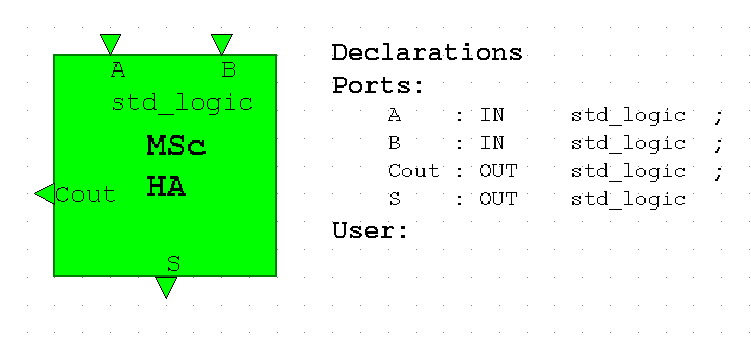 A B
std_logic
MSc
HA
Cout
S
Declarations
Ports:
A : IN std_logic ;
B : IN std_logic ;
Cout : OUT std_logic ;
S : OUT std_logic
User: